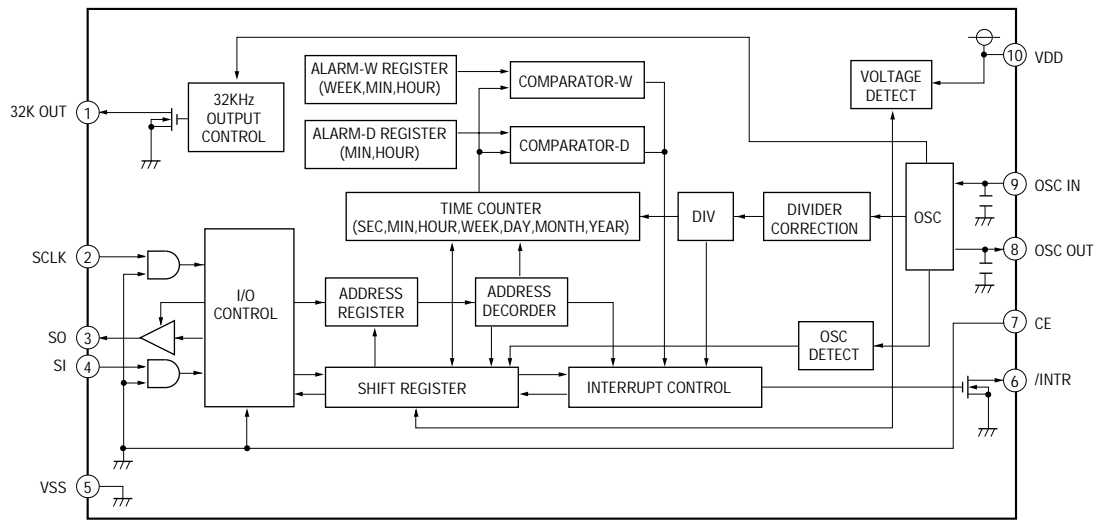 ALARM-W REGISTER
(WEEK,MIN,HOUR)
COMPARATOR-W
VOLTAGE
DETECT
10
VDD
32K OUT
1
32KHz
OUTPUT
CONTROL
ALARM-D REGISTER
(MIN,HOUR)
COMPARATOR-D
9
OSC IN
TIME COUNTER
(SEC,MIN,HOUR,WEEK,DAY,MONTH,YEAR)
DIV
DIVIDER
CORRECTION
OSC
8
OSC OUT
SCLK
2
I/O
CONTROL
ADDRESS
REGISTER
ADDRESS
DECORDER
OSC
DETECT
7
CE
SO
3
SI
4
SHIFT REGISTER
INTERRUPT CONTROL
6
/INTR
VSS
5